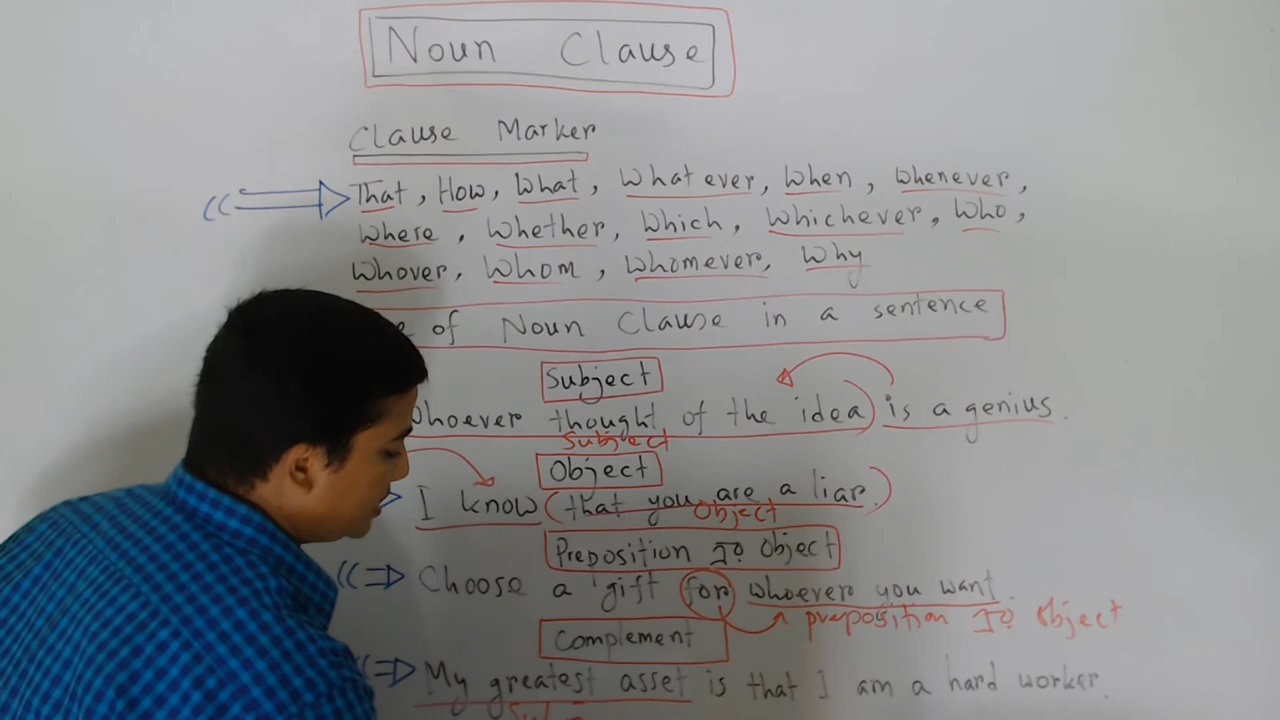 Noun Clause
Clause Marker
That, How, What, Whatever, When, Whenever,
Where, Whether, Which, Whichever, Who,
Whover, Whom, Whomever, Why
of Noun Clause in a sentence
Subject
Whoever thought of the idea) is a genius.
Subject
Object
I know (that you are a liar.)
Object
Preposition Object
Choose a gift for whoever you want.
preposition Object
Complement
My greatest asset is that I am a hard worker.